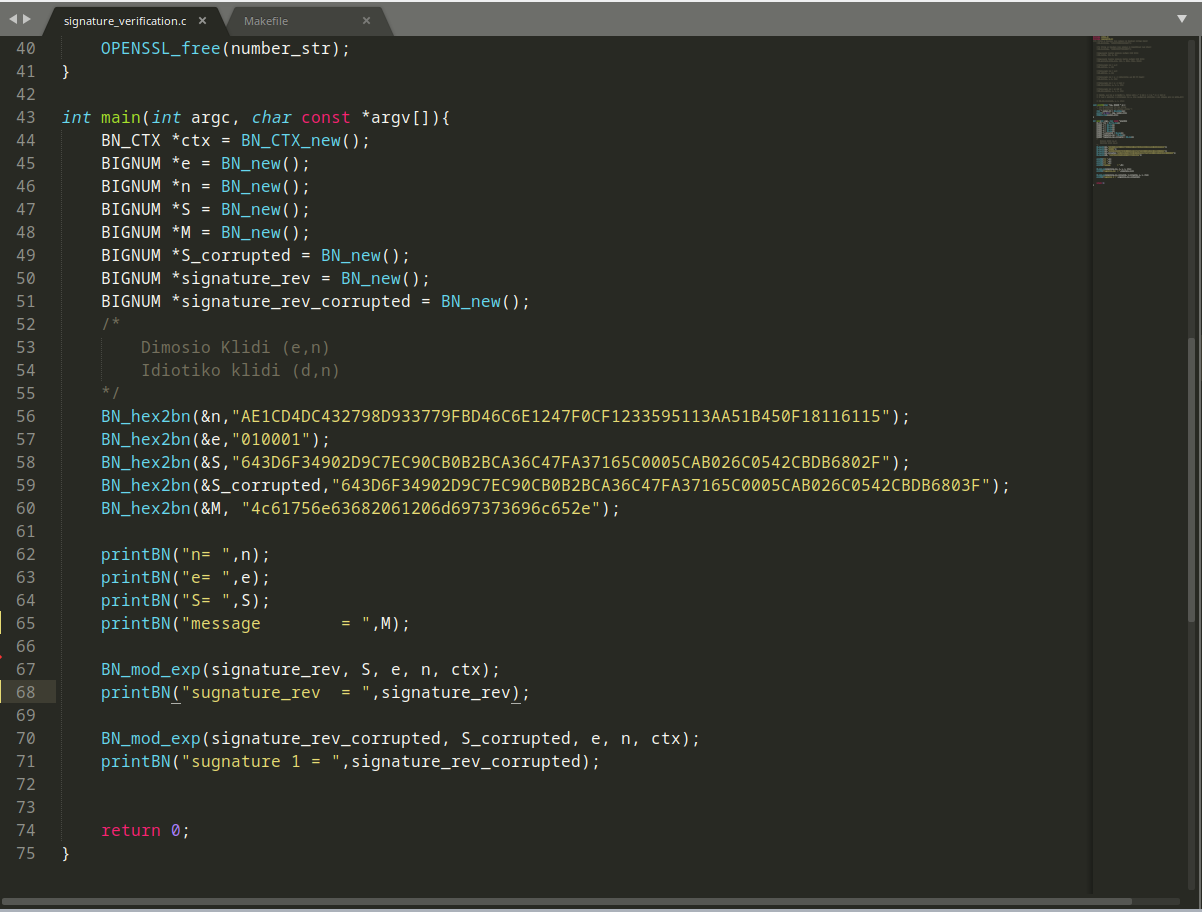 signature_verification.c ×
Makefile ×
40 OPENSSL_free(number_str);
41 }
42
43 int main(int argc, char const *argv[]){
44 BN_CTX *ctx = BN_CTX_new();
45 BIGNUM *e = BN_new();
46 BIGNUM *n = BN_new();
47 BIGNUM *S = BN_new();
48 BIGNUM *M = BN_new();
49 BIGNUM *S_corrupted = BN_new();
50 BIGNUM *signature_rev = BN_new();
51 BIGNUM *signature_rev_corrupted = BN_new();
52 /*
53 Dimosio Klidi (e,n)
54 Idiotiko klidi (d,n)
55 */
56 BN_hex2bn(&n,"AE1CD4DC432798D933779FBD46C6E1247F0CF1233595113AA51B450F18116115");
57 BN_hex2bn(&e,"010001");
58 BN_hex2bn(&S,"643D6F34902D9C7EC90CB0B2BCA36C47FA37165C0005CAB026C0542CBDB6802F");
59 BN_hex2bn(&S_corrupted,"643D6F34902D9C7EC90CB0B2BCA36C47FA37165C0005CAB026C0542CBDB6803F");
60 BN_hex2bn(&M, "4c61756e63682061206d697373696c652e");
61
62 printBN("n= ",n);
63 printBN("e= ",e);
64 printBN("S= ",S);
65 printBN("message        = ",M);
66
67 BN_mod_exp(signature_rev, S, e, n, ctx);
68 printBN("sugnature_rev  = ",signature_rev);
69
70 BN_mod_exp(signature_rev_corrupted, S_corrupted, e, n, ctx);
71 printBN("sugnature 1 = ",signature_rev_corrupted);
72
73
74 return 0;
75 }